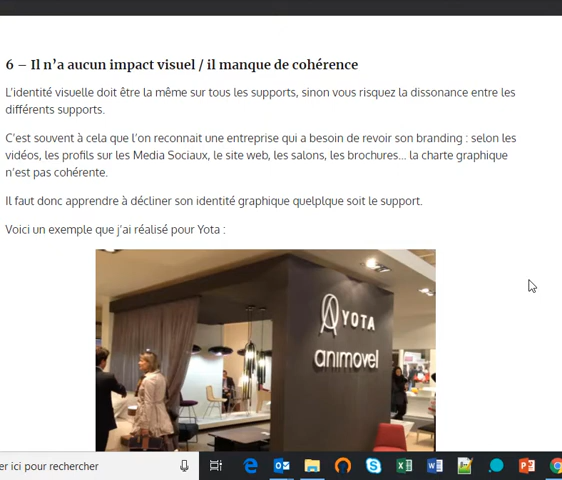 6 – Il n’a aucun impact visuel / il manque de cohérence
L’identité visuelle doit être la même sur tous les supports, sinon vous risquez la dissonance entre les
différents supports.
C’est souvent à cela que l’on reconnait une entreprise qui a besoin de revoir son branding : selon les
vidéos, les profils sur les Media Sociaux, le site web, les salons, les brochures… la charte graphique
n’est pas cohérente.
Il faut donc apprendre à décliner son identité graphique quelplque soit le support.
Voici un exemple que j’ai réalisé pour Yota :
YOTA
animovel
er ici pour rechercher